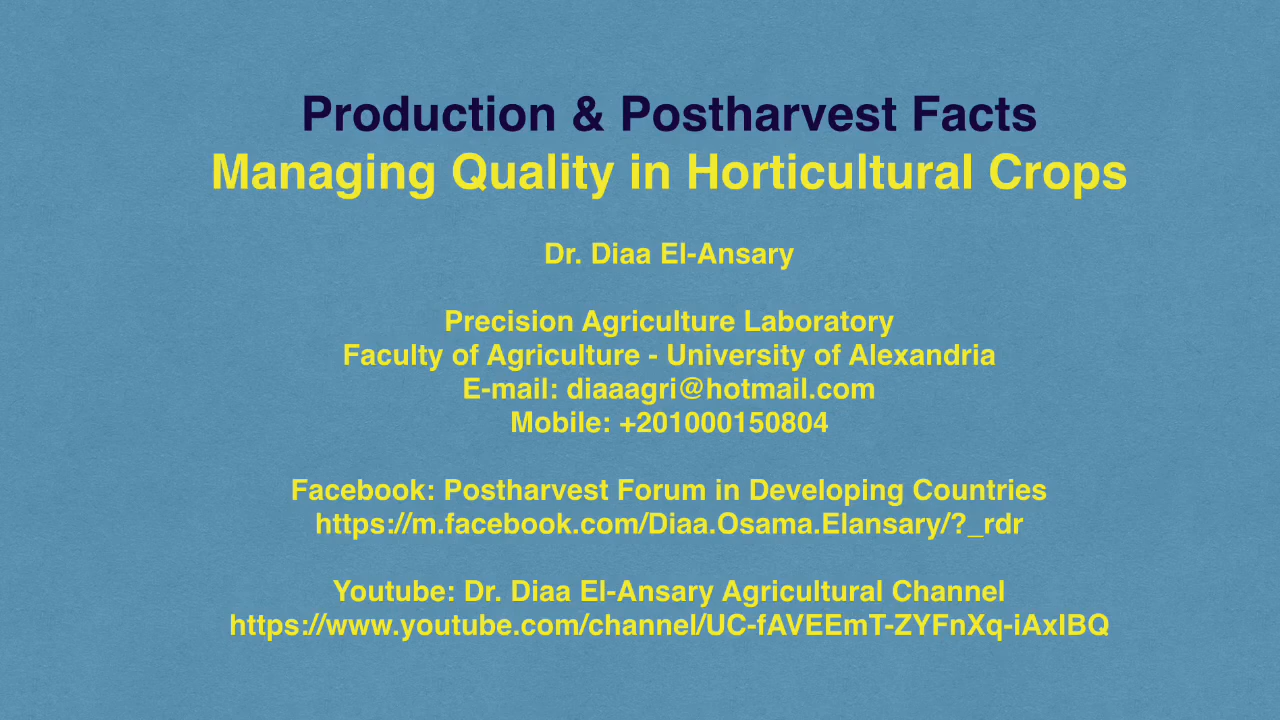 Production & Postharvest Facts
Managing Quality in Horticultural Crops
Dr. Diaa El-Ansary
Precision Agriculture Laboratory
Faculty of Agriculture - University of Alexandria
E-mail: diaaagri@hotmail.com
Mobile: +201000150804
Facebook: Postharvest Forum in Developing Countries
https://m.facebook.com/Diaa.Osama.Elansary/?_rdr
Youtube: Dr. Diaa El-Ansary Agricultural Channel
https://www.youtube.com/channel/UC-fAVEEmT-ZYFnXq-iAxIBQ